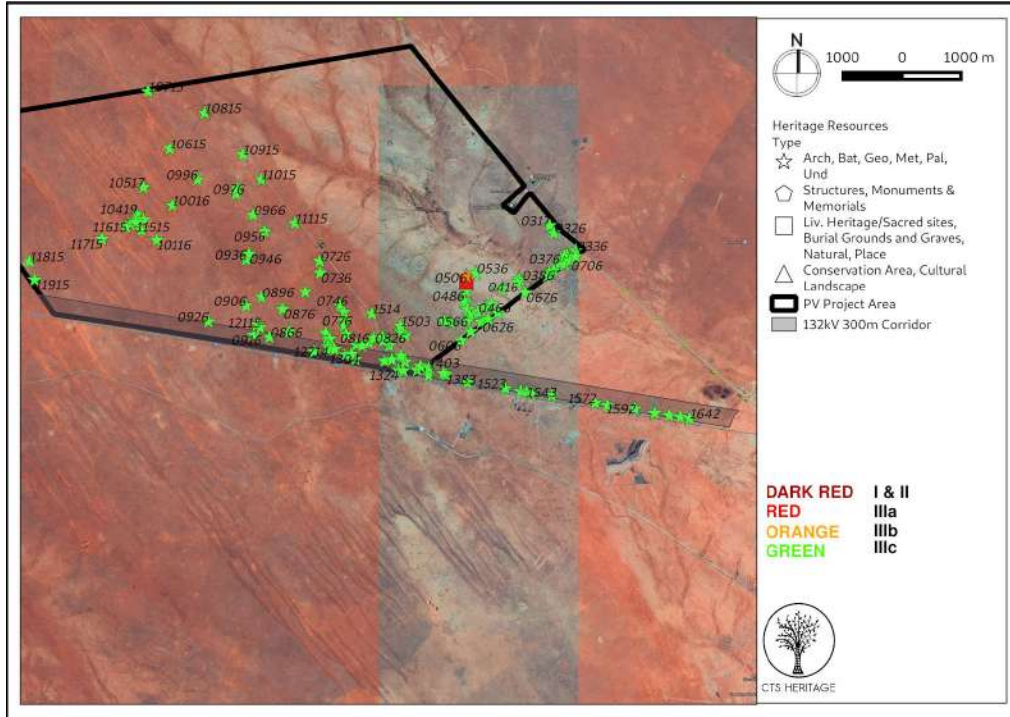 N
1000 0 1000 m
Heritage Resources
Type
Arch, Bat, Geo, Met, Pal,
Und
Structures, Monuments &
Memorials
Liv. Heritage/Sacred sites,
Burial Grounds and Graves,
Natural, Place
Conservation Area, Cultural
Landscape
PV Project Area
132kV 300m Corridor
DARK RED I & II
RED IIIa
ORANGE IIIb
GREEN IIIc
CTS HERITAGE
10715
10815
10615
10915
0996
11015
10517
0976
10016
10419
0966
11115
11615
11515
0956
11715
10116
0936
0946
0726
0736
11815
11915
0317
0326
0336
0376
0706
0386
0536
0506
0416
0676
0486
0466
0566
0626
0606
0896
0906
0876
0746
1514
0926
0776
1503
0866
0816
0826
1324
1403
1353
1523
1543
1572
1592
1642